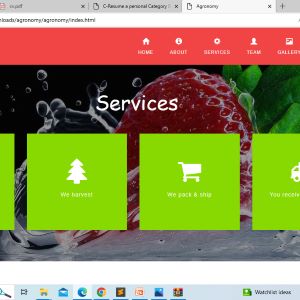 cv.pdf
C-Resume a personal Category
Agronomy
nloads/agronomy/agronomy/index.html
HOME
ABOUT
SERVICES
TEAM
GALLERY
Services
We harvest
We pack & ship
You receive
Watchlist ideas